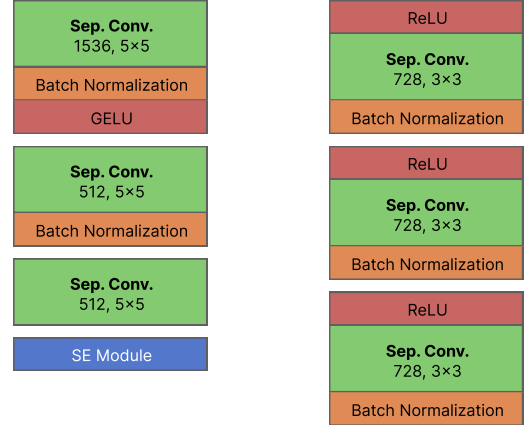 Sep. Conv.
1536, 5×5
Batch Normalization
GELU
Sep. Conv.
512, 5×5
Batch Normalization
Sep. Conv.
512, 5×5
SE Module
ReLU
Sep. Conv.
728, 3×3
Batch Normalization
ReLU
Sep. Conv.
728, 3×3
Batch Normalization
ReLU
Sep. Conv.
728, 3×3
Batch Normalization